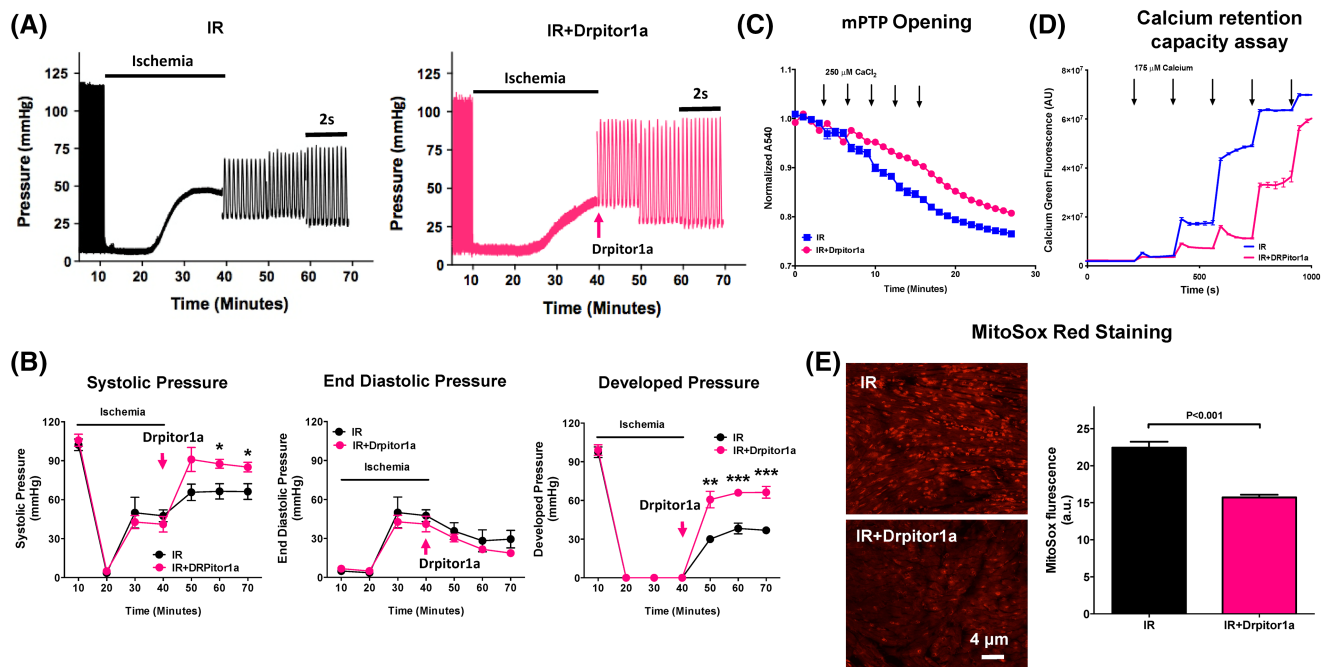 (A)
IR
Ischemia
2s
Pressure (mmHg)
125
100
75
50
25
0
10 20 30 40 50 60 70
Time (Minutes)
IR+Drpitor1a
Ischemia
2s
Pressure (mmHg)
125
100
75
50
25
0
Drpitor1a
10 20 30 40 50 60 70
Time (Minutes)
(C)
mPTP Opening
250 µM CaCl2
Normalized A540
1.1
1.0
0.9
0.8
0.7
IR
IR+Drpitor1a
0 10 20 30
Time (Minutes)
(D)
Calcium retention
capacity assay
175 µM Calcium
Calcium Green Fluorescence (AU)
8×10⁷
6×10⁷
4×10⁷
2×10⁷
0
IR
IR+DRPitor1a
0 500 1000
Time (s)
(B)
Systolic Pressure
Ischemia
Drpitor1a
* *
Systolic Pressure
(mmHg)
120
90
60
30
0
IR
IR+DRPitor1a
10 20 30 40 50 60 70
Time (Minutes)
End Diastolic Pressure
IR
IR+Drpitor1a
Ischemia
End Diastolic Pressure
(mmHg)
120
90
60
30
0
Drpitor1a
10 20 30 40 50 60 70
Time (Minutes)
Developed Pressure
Ischemia
IR
IR+Drpitor1a
** *** ***
Drpitor1a
Developed Pressure
(mmHg)
120
90
60
30
0
10 20 30 40 50 60 70
Time (Minutes)
MitoSox Red Staining
(E)
IR
IR+Drpitor1a
4 µm
P<0.001
MitoSox flurescence
(a.u.)
25
20
15
10
5
0
IR IR+Drpitor1a